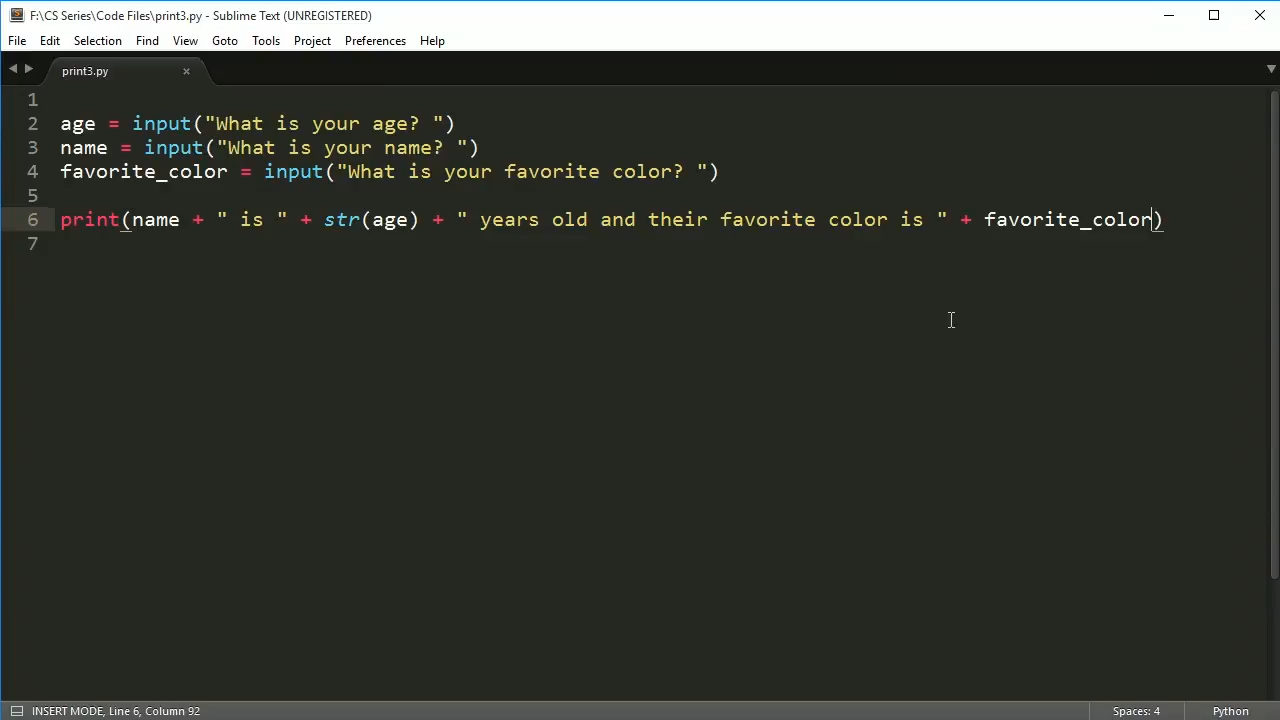 F:\CS Series\Code Files\print3.py - Sublime Text (UNREGISTERED)
File Edit Selection Find View Goto Tools Project Preferences Help
print3.py
1
2 age = input("What is your age? ")
3 name = input("What is your name? ")
4 favorite_color = input("What is your favorite color? ")
5
6 print(name + " is " + str(age) + " years old and their favorite color is " + favorite_color)
7
INSERT MODE, Line 6, Column 92 Spaces: 4 Python